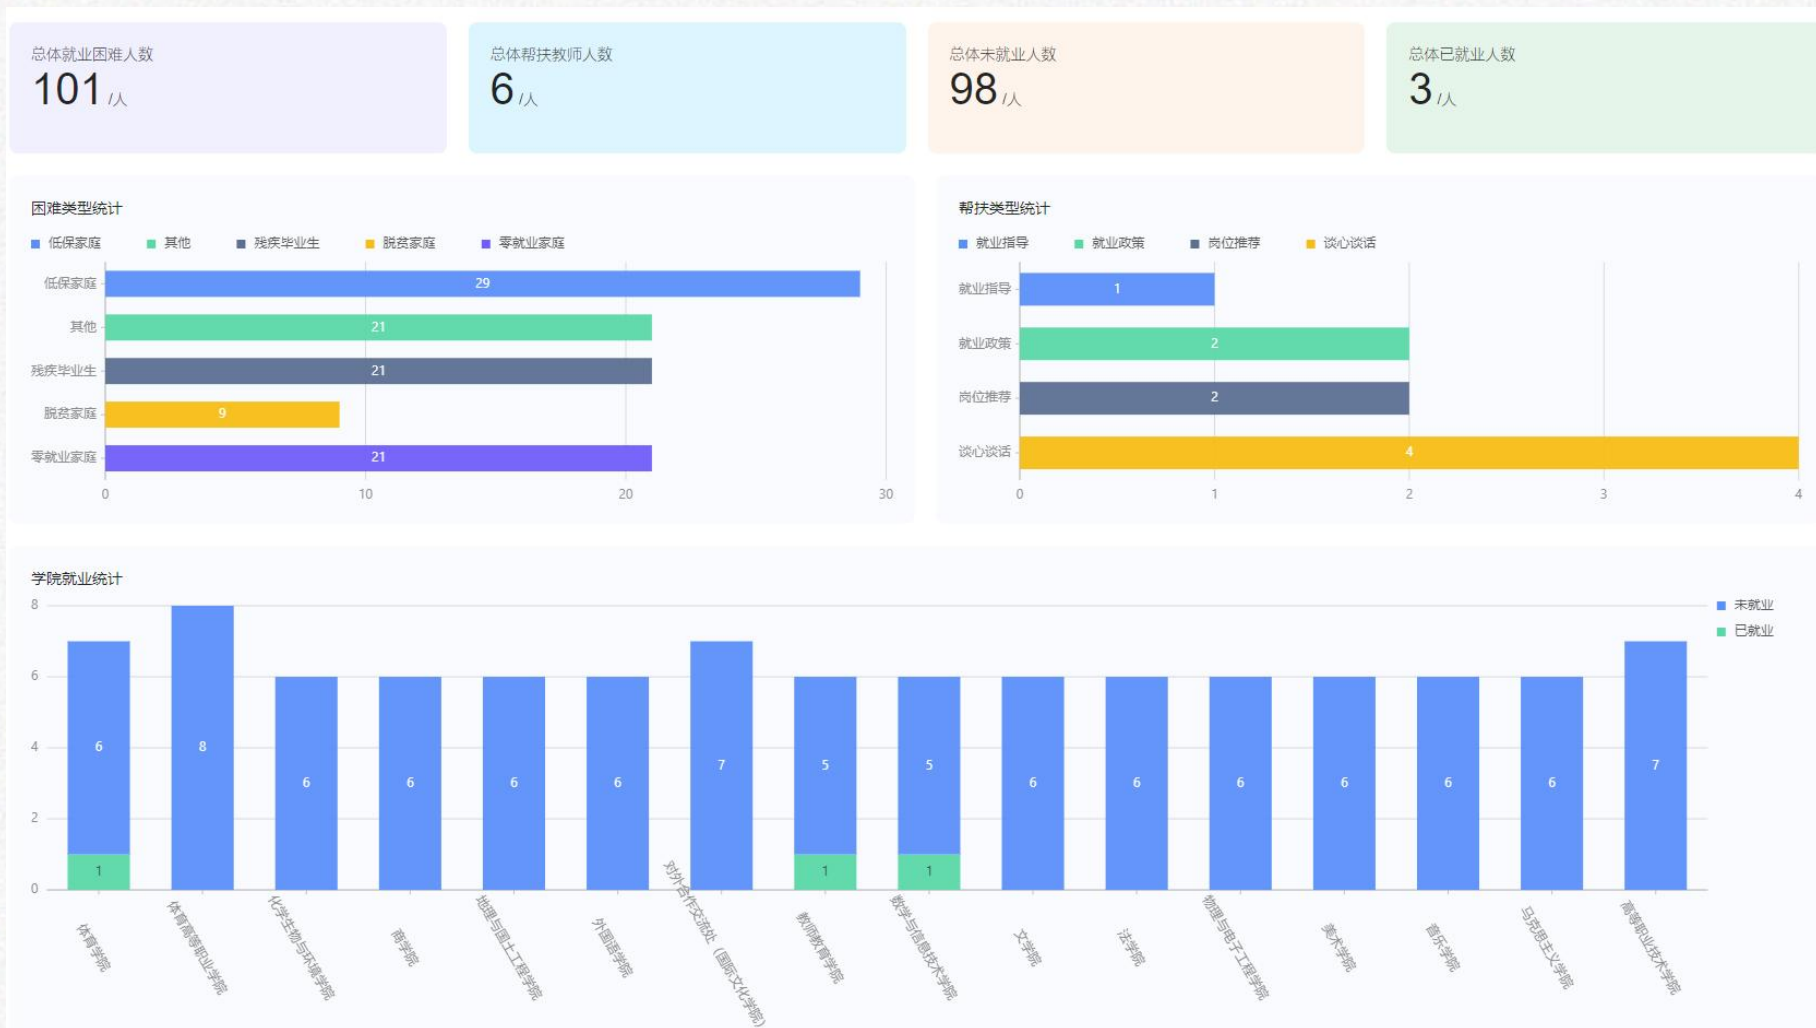 总体就业困难人数
101 /人
总体帮扶教师人数
6 /人
总体未就业人数
98 /人
总体已就业人数
3 /人
困难类型统计
低保家庭 其他 残疾毕业生 脱贫家庭 零就业家庭
低保家庭 29
其他 21
残疾毕业生 21
脱贫家庭 9
零就业家庭 21
0 10 20 30
帮扶类型统计
就业指导 就业政策 岗位推荐 谈心谈话
就业指导 1
就业政策 2
岗位推荐 2
谈心谈话 4
0 1 2 3 4
学院就业统计
未就业
已就业
8
6
4
2
0
6 8 6 6 6 6 7 5 5 6 6 6 6 6 6 7
1 1 1
体育学院
体育高等职业学院
化学生物与环境学院
商学院
地理与国土工程学院
外国语学院
对外合作交流处（国际文化学院）
教师教育学院
数学与信息技术学院
文学院
法学院
物理与电子工程学院
美术学院
音乐学院
马克思主义学院
高等职业技术学院